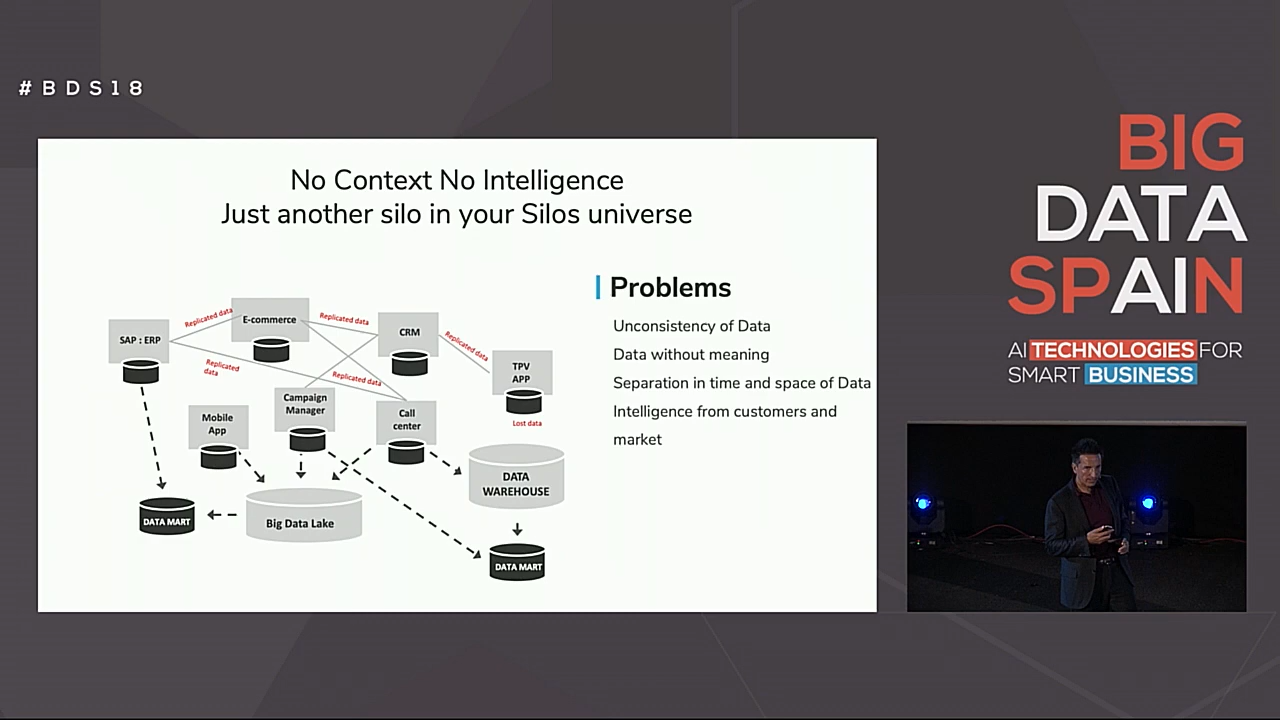 #BDS18
No Context No Intelligence
Just another silo in your Silos universe
Problems
Unconsistency of Data
Data without meaning
Separation in time and space of Data
Intelligence from customers and
market
SAP : ERP
Replicated data
E-commerce
Replicated data
CRM
Replicated data
TPV
APP
Lost data
Replicated
data
Replicated data
Mobile
App
Campaign
Manager
Call
center
DATA
WAREHOUSE
DATA MART
Big Data Lake
DATA MART
BIG
DATA
SPAIN
AI TECHNOLOGIES FOR
SMART BUSINESS